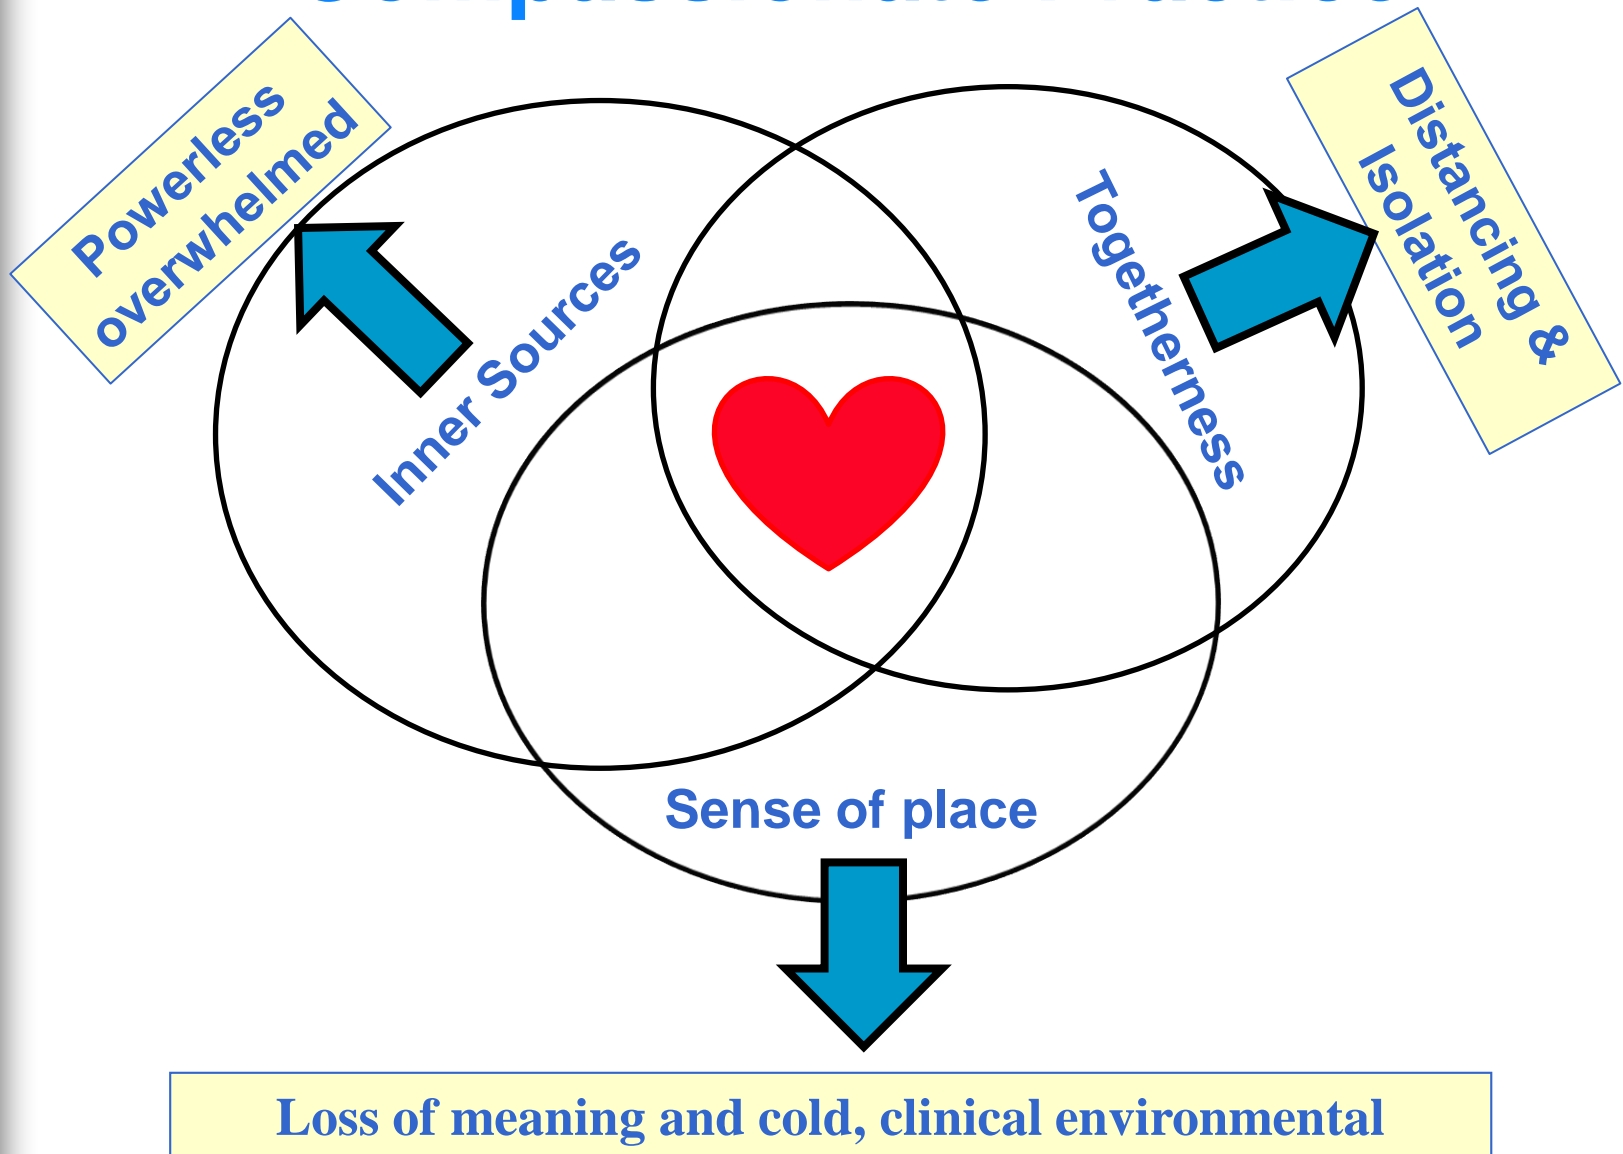 Powerless
overwhelmed
Distancing &
Isolation
Inner Sources
Togetherness
Sense of place
Loss of meaning and cold, clinical environmental